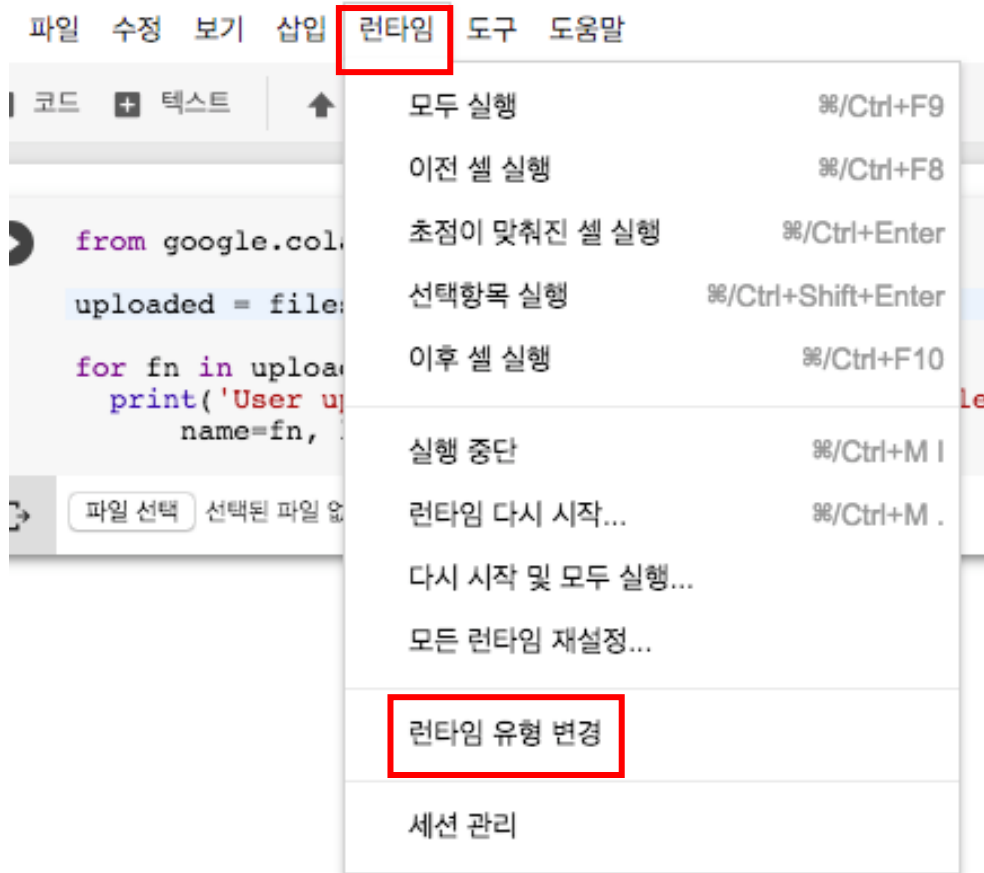 파일 수정 보기 삽입 런타임 도구 도움말
코드 텍스트
모두 실행 ⌘/Ctrl+F9
이전 셀 실행 ⌘/Ctrl+F8
초점이 맞춰진 셀 실행 ⌘/Ctrl+Enter
선택항목 실행 ⌘/Ctrl+Shift+Enter
이후 셀 실행 ⌘/Ctrl+F10
실행 중단 ⌘/Ctrl+M I
런타임 다시 시작... ⌘/Ctrl+M .
다시 시작 및 모두 실행...
모든 런타임 재설정...
런타임 유형 변경
세션 관리
from google.col
uploaded = file
for fn in uploa
print('User u
name=fn,
파일 선택 선택된 파일 없